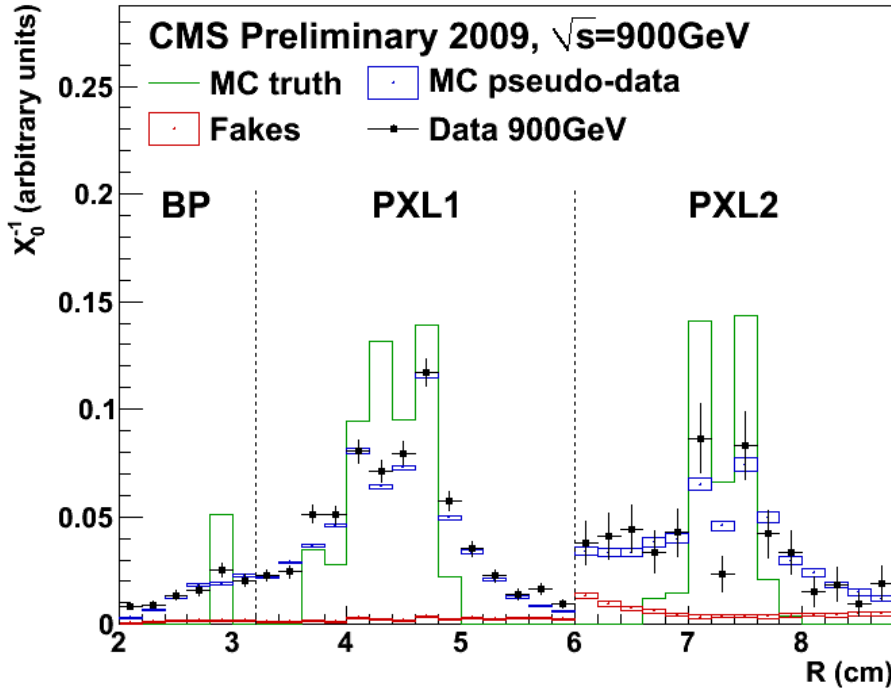 CMS Preliminary 2009, √s=900GeV
MC truth
MC pseudo-data
Fakes
Data 900GeV
BP
PXL1
PXL2
X₀⁻¹ (arbitrary units)
0.25
0.2
0.15
0.1
0.05
0
2 3 4 5 6 7 8
R (cm)